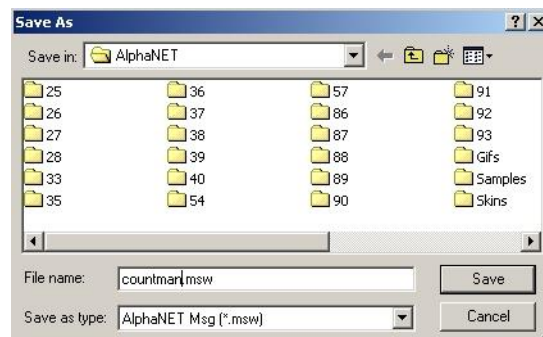 Save As
Save in: AlphaNET
25 36 57 91
26 37 86 92
27 38 87 93
28 39 88 Gifs
33 40 89 Samples
35 54 90 Skins
File name: countman.msw Save
Save as type: AlphaNET Msg (*.msw) Cancel